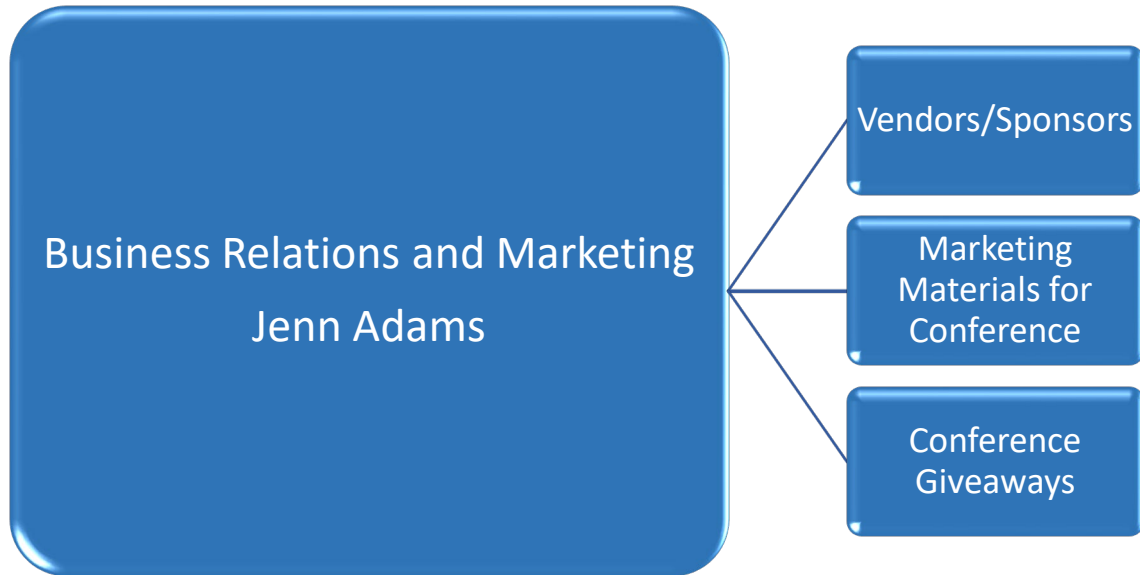 Business Relations and Marketing
Jenn Adams
Vendors/Sponsors
Marketing
Materials for
Conference
Conference
Giveaways